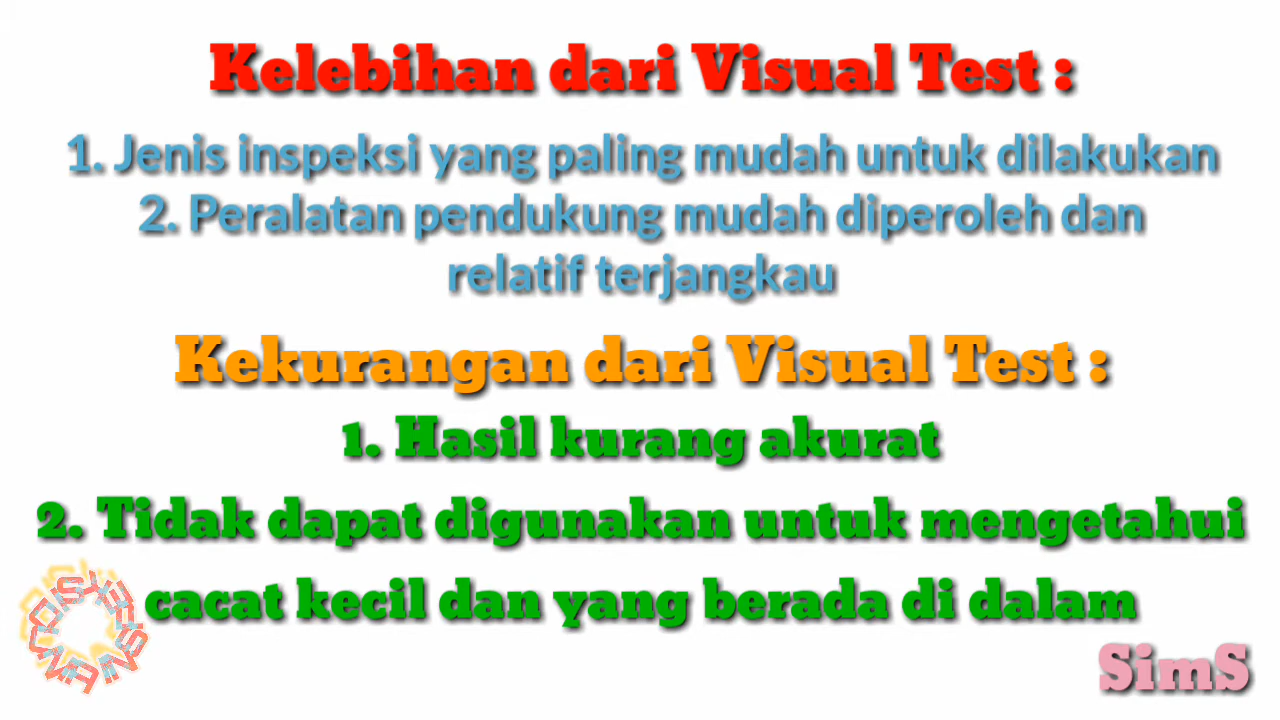 Kelebihan dari Visual Test :
1. Jenis inspeksi yang paling mudah untuk dilakukan
2. Peralatan pendukung mudah diperoleh dan
relatif terjangkau
Kekurangan dari Visual Test :
1. Hasil kurang akurat
2. Tidak dapat digunakan untuk mengetahui
cacat kecil dan yang berada di dalam
SimS